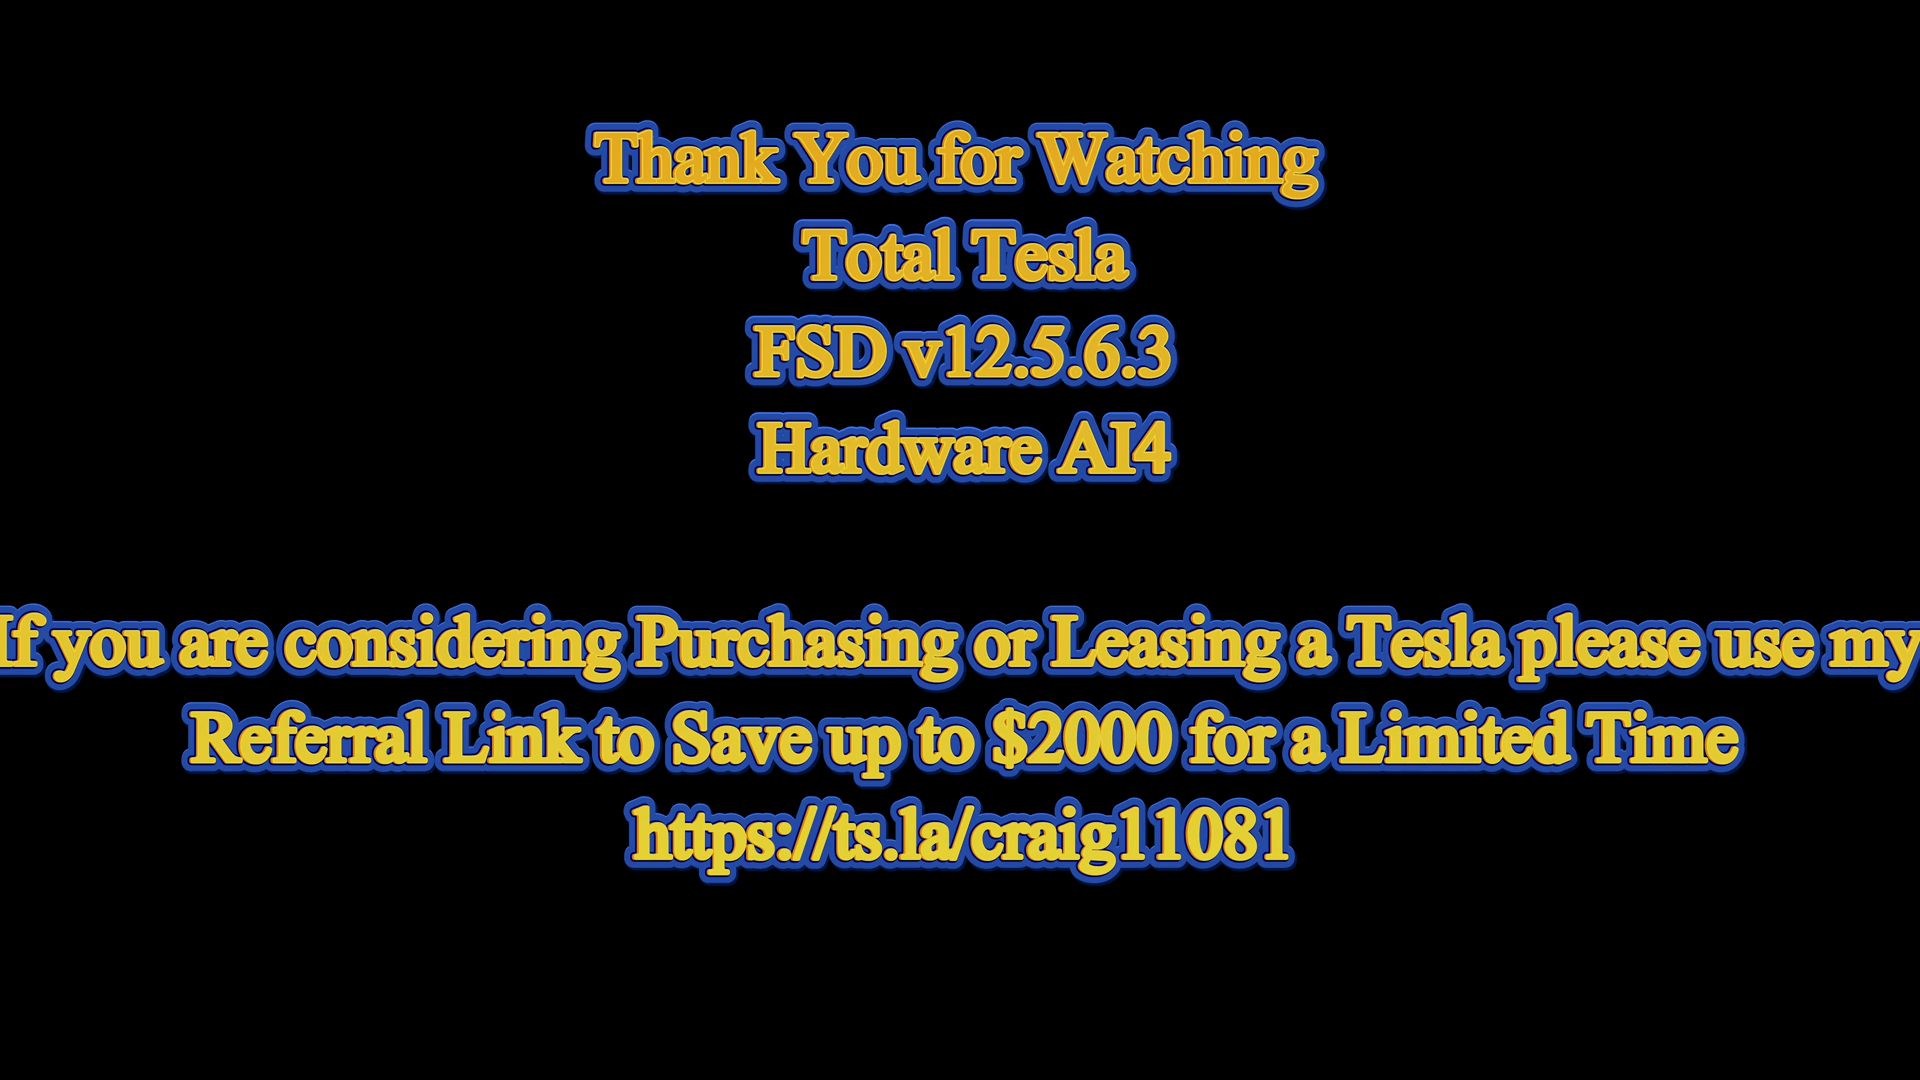 Thank You for Watching
Total Tesla
FSD v12.5.6.3
Hardware AI4
If you are considering Purchasing or Leasing a Tesla please use my
Referral Link to Save up to $2000 for a Limited Time
https://ts.la/craig11081